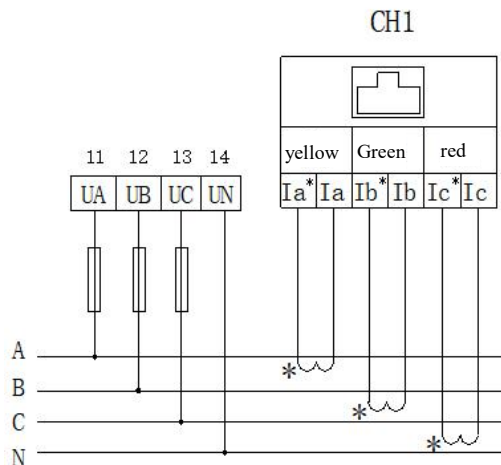 CH1
yellow Green red
11 12 13 14
UA UB UC UN
Ia* Ia Ib* Ib Ic* Ic
A
*
B
*
C
*
N